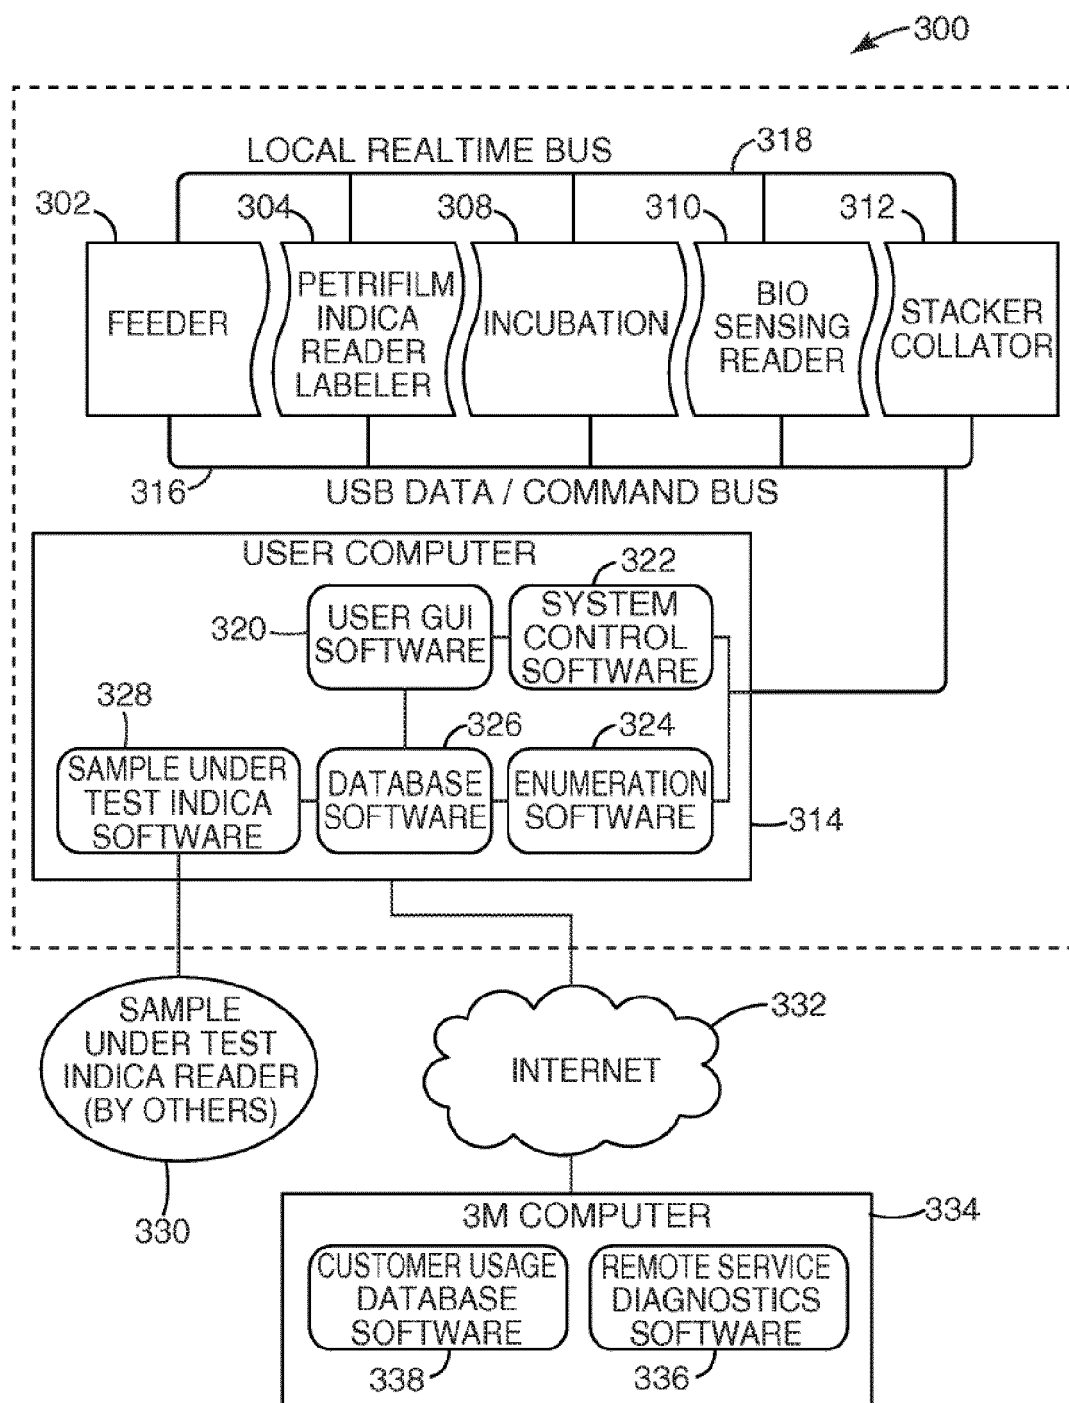 300
LOCAL REALTIME BUS
318
302
304
308
310
312
FEEDER
PETRIFILM
INDICA
READER
LABELER
INCUBATION
BIO
SENSING
READER
STACKER
COLLATOR
316
USB DATA / COMMAND BUS
USER COMPUTER
322
320
USER GUI
SOFTWARE
SYSTEM
CONTROL
SOFTWARE
328
326
324
SAMPLE UNDER
TEST INDICA
SOFTWARE
DATABASE
SOFTWARE
ENUMERATION
SOFTWARE
314
SAMPLE
UNDER TEST
INDICA READER
(BY OTHERS)
330
332
INTERNET
334
3M COMPUTER
CUSTOMER USAGE
DATABASE
SOFTWARE
338
REMOTE SERVICE
DIAGNOSTICS
SOFTWARE
336